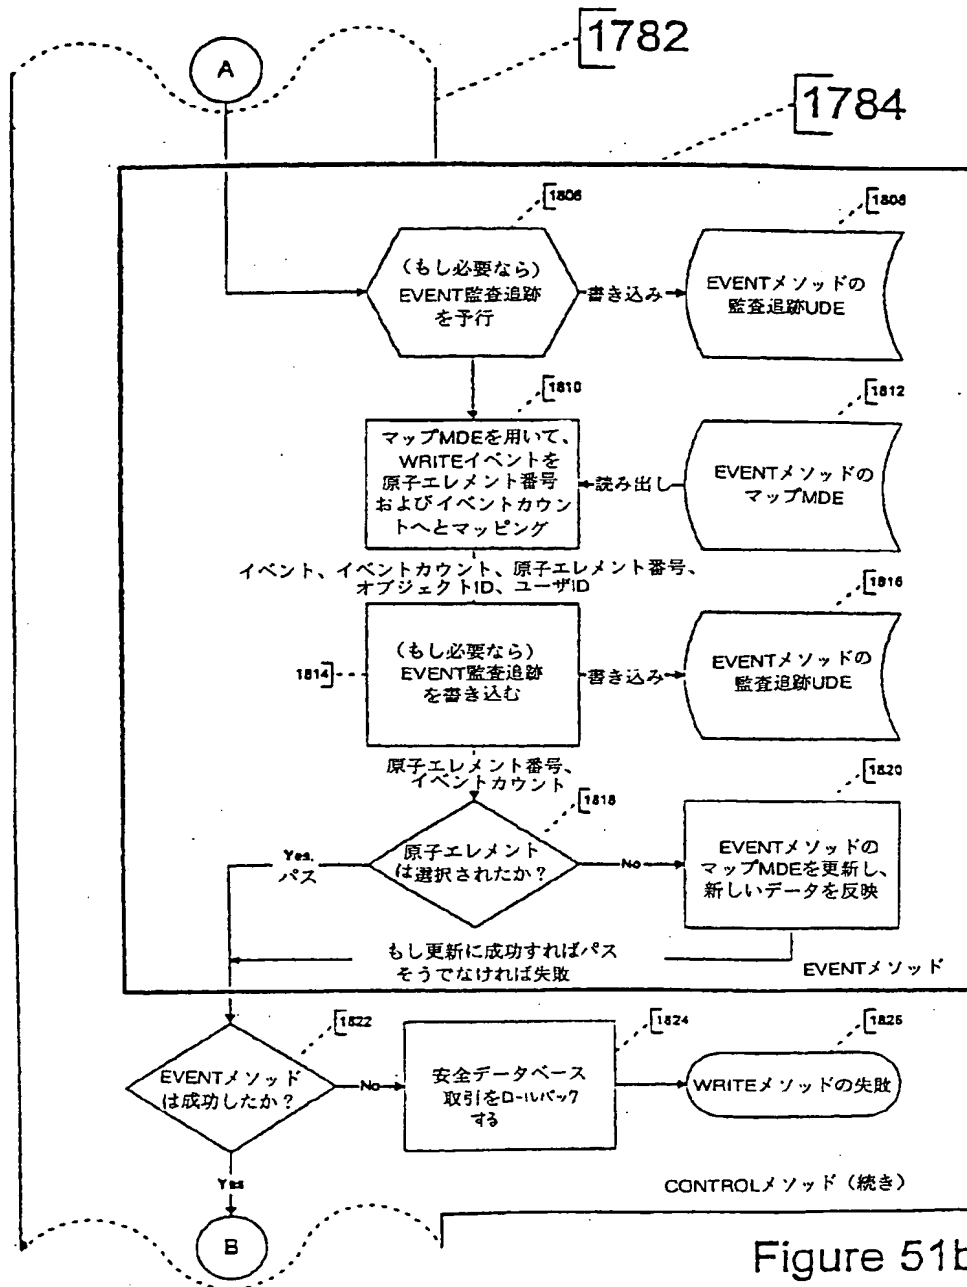 1782
A
1784
1806
1808
(もし必要なら)
EVENT監査追跡
を予行
書き込み
EVENTメソッドの
監査追跡UDE
1810
1812
マップMDEを用いて、
WRITEイベントを
原子エレメント番号
およびイベントカウン
トへとマッピング
読み出し
EVENTメソッドの
マップMDE
イベント、イベントカウント、原子エレメント番号、
オブジェクトID、ユーザID
1816
1814
(もし必要なら)
EVENT監査追跡
を書き込む
書き込み
EVENTメソッドの
監査追跡UDE
原子エレメント番号、
イベントカウント
1818
1820
Yes,
パス
原子エレメント
は選択されたか?
No
EVENTメソッドの
マップMDEを更新し、
新しいデータを反映
もし更新に成功すればパス
そうでなければ失敗
EVENTメソッド
1822
1824
1826
EVENTメソッド
は成功したか?
No
安全データベース
取引をロールバック
する
WRITEメソッドの失敗
Yes
CONTROLメソッド(続き)
B
Figure 51b